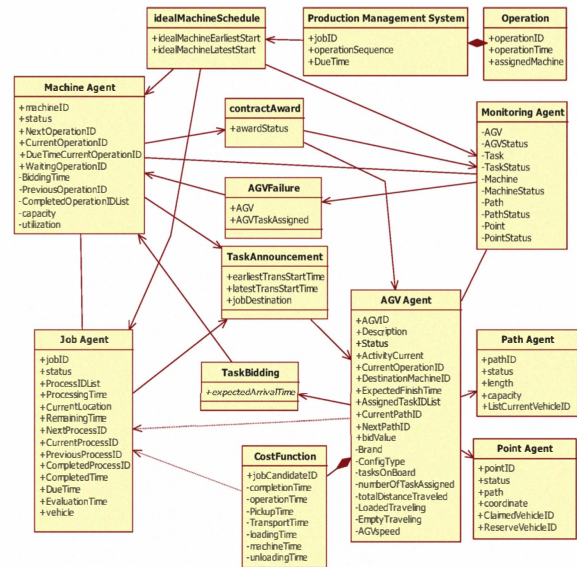 idealMachineSchedule
+idealMachineEarliestStart
+idealMachineLatestStart
Production Management System
+jobID
+operationSequence
+DueTime
Operation
+operationID
+operationTime
+assignedMachine
Machine Agent
+machineID
+status
+NextOperationID
+CurrentOperationID
+DueTimeCurrentOperationID
+WaitingOperationID
-BiddingTime
-PreviousOperationID
-CompletedOperationIDList
-capacity
-utilization
contractAward
+awardStatus
Monitoring Agent
-AGV
-AGVStatus
-Task
-TaskStatus
-Machine
-MachineStatus
-Path
-PathStatus
-Point
-PointStatus
AGVFailure
+AGV
+AGVTaskAssigned
TaskAnnouncement
+earliestTransStartTime
+latestTransStartTime
+jobDestination
AGV Agent
+AGVID
+Description
+Status
+ActivityCurrent
+CurrentOperationID
+DestinationMachineID
+ExpectedFinishTime
+AssignedTaskIDList
+CurrentPathID
+NextPathID
+bidValue
-Brand
-ConfigType
-tasksOnBoard
-numberOfTaskAssigned
-totalDistanceTraveled
-LoadedTraveling
-EmptyTraveling
-AGVspeed
Job Agent
+jobID
+status
+ProcessIDList
+ProcessingTime
+CurrentLocation
+RemainingTime
+NextProcessID
+CurrentProcessID
+PreviousProcessID
+CompletedProcessID
+CompletedTime
+DueTime
+EvaluationTime
+vehicle
TaskBidding
+expectedArrivalTime
Path Agent
+pathID
+status
+length
+capacity
+ListCurrentVehicleID
CostFunction
+jobCandidateID
-completionTime
-operationTime
-PickupTime
-TransportTime
-loadingTime
-machineTime
-unloadingTime
Point Agent
+pointID
+status
+path
+coordinate
+ClaimedVehicleID
+ReserveVehicleID